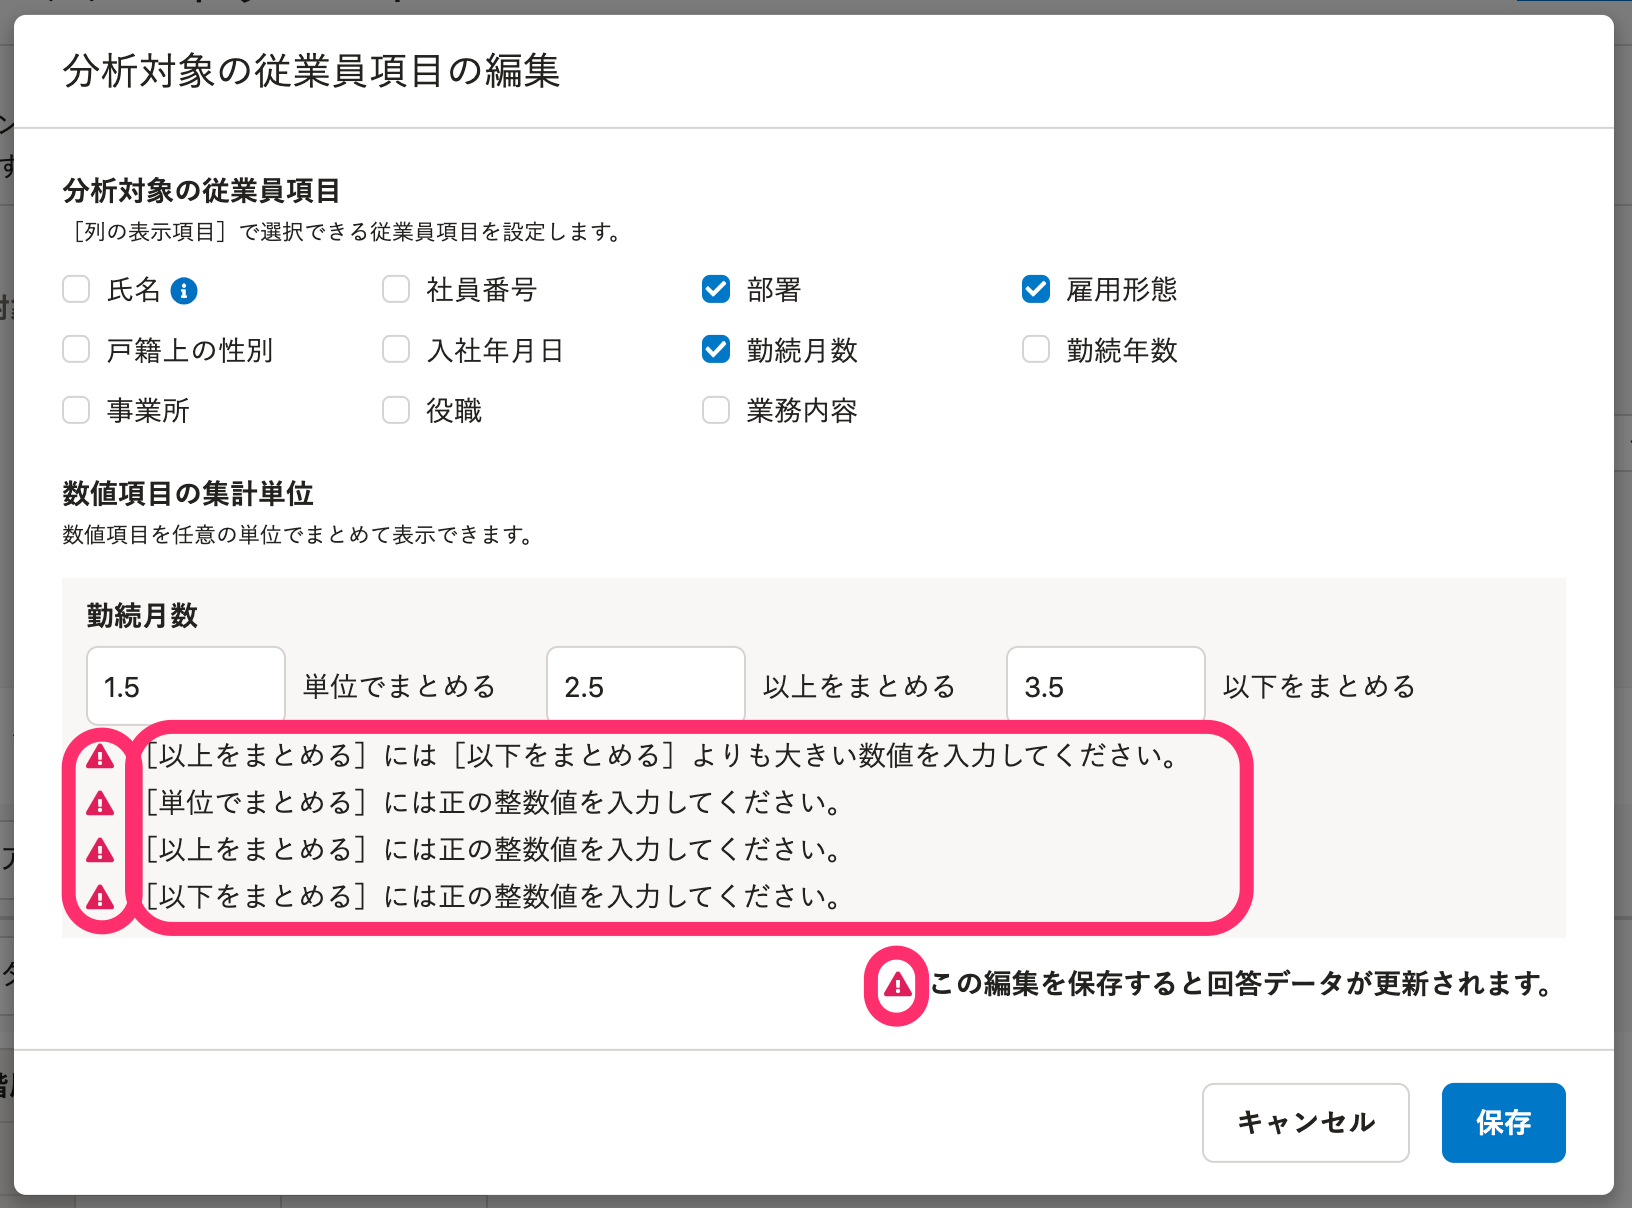 分析対象の従業員項目の編集
分析対象の従業員項目
［列の表示項目］で選択できる従業員項目を設定します。
氏名 社員番号 部署 雇用形態
戸籍上の性別 入社年月日 勤続月数 勤続年数
事業所 役職 業務内容
数値項目の集計単位
数値項目を任意の単位でまとめて表示できます。
勤続月数
1.5 単位でまとめる 2.5 以上をまとめる 3.5 以下をまとめる
［以上をまとめる］には［以下をまとめる］よりも大きい数値を入力してください。
［単位でまとめる］には正の整数値を入力してください。
［以上をまとめる］には正の整数値を入力してください。
［以下をまとめる］には正の整数値を入力してください。
この編集を保存すると回答データが更新されます。
キャンセル 保存